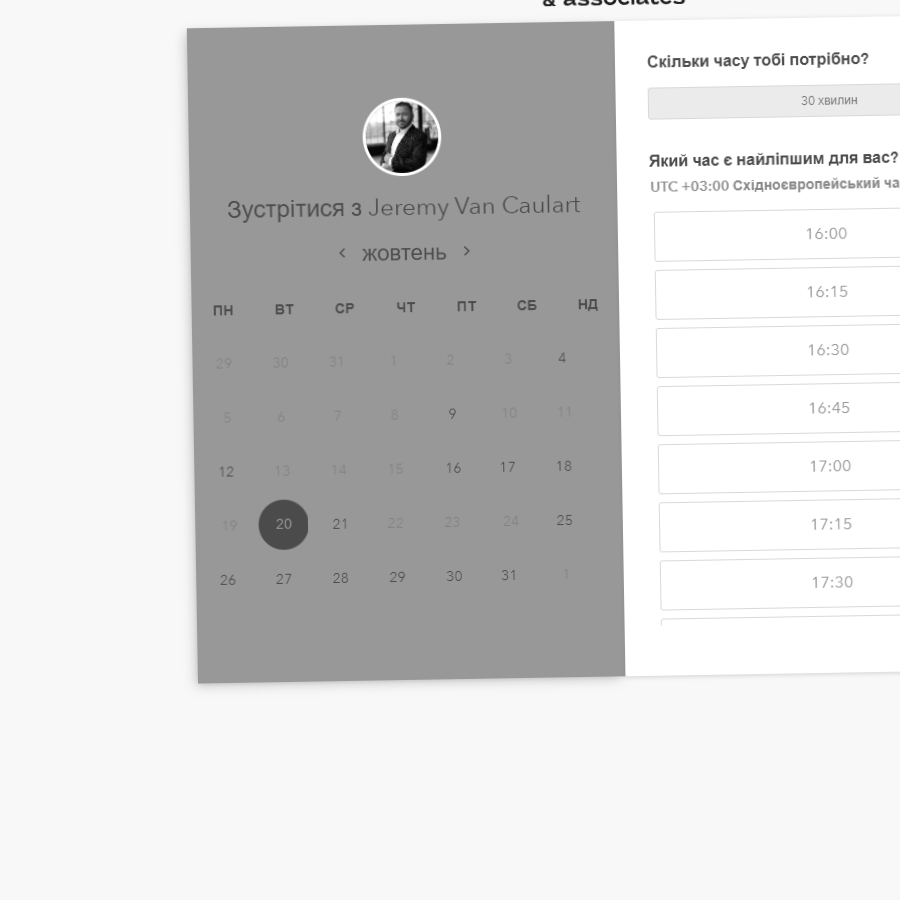 & associates
Зустрітися з Jeremy Van Caulart
‹ жовтень ›
ПН ВТ СР ЧТ ПТ СБ НД
29 30 31 1 2 3 4
5 6 7 8 9 10 11
12 13 14 15 16 17 18
19 20 21 22 23 24 25
26 27 28 29 30 31 1
Скільки часу тобі потрібно?
30 хвилин
Який час є найліпшим для вас?
UTC +03:00 Східноєвропейський ча
16:00
16:15
16:30
16:45
17:00
17:15
17:30